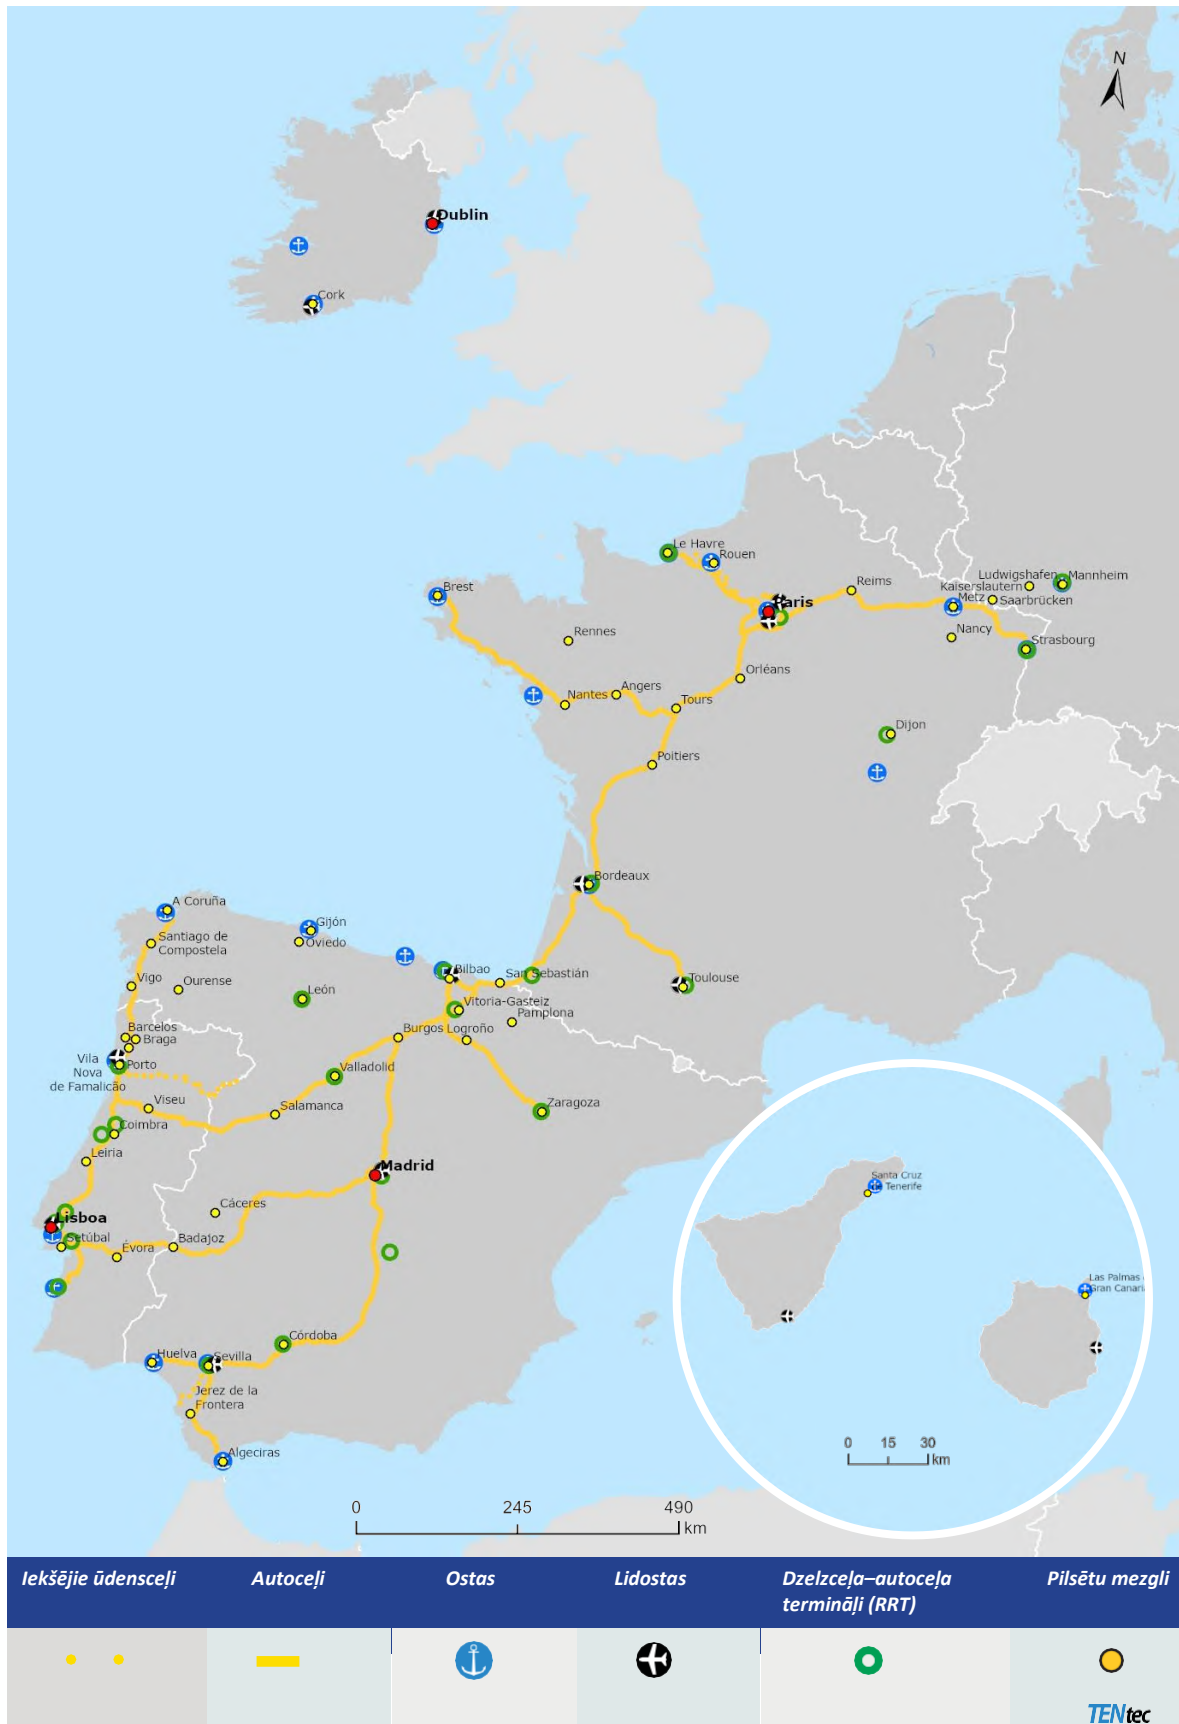 N
Dublin
Cork
Le Havre
Rouen
Brest
Paris
Reims
Ludwigshafen
Mannheim
Kaiserslautern
Metz
Saarbrücken
Rennes
Nancy
Strasbourg
Orléans
Angers
Nantes
Tours
Dijon
Poitiers
Bordeaux
A Coruña
Gijón
Santiago de
Compostela
Oviedo
Bilbao
San Sebastián
Toulouse
Vigo
Ourense
León
Vitoria-Gasteiz
Pamplona
Barcelos
Braga
Burgos
Logroño
Vila
Nova
de Famalicão
Porto
Valladolid
Viseu
Salamanca
Zaragoza
Coimbra
Leiria
Madrid
Santa Cruz
Tenerife
Cáceres
Lisboa
Setúbal
Évora
Badajoz
Las Palmas
Gran Canari
Córdoba
Huelva
Sevilla
Jerez de la
Frontera
Algeciras
0 15 30
km
0 245 490
km
Iekšējie ūdensceļi
Autoceļi
Ostas
Lidostas
Dzelzceļa–autoceļa
termināļi (RRT)
Pilsētu mezgli
TENtec